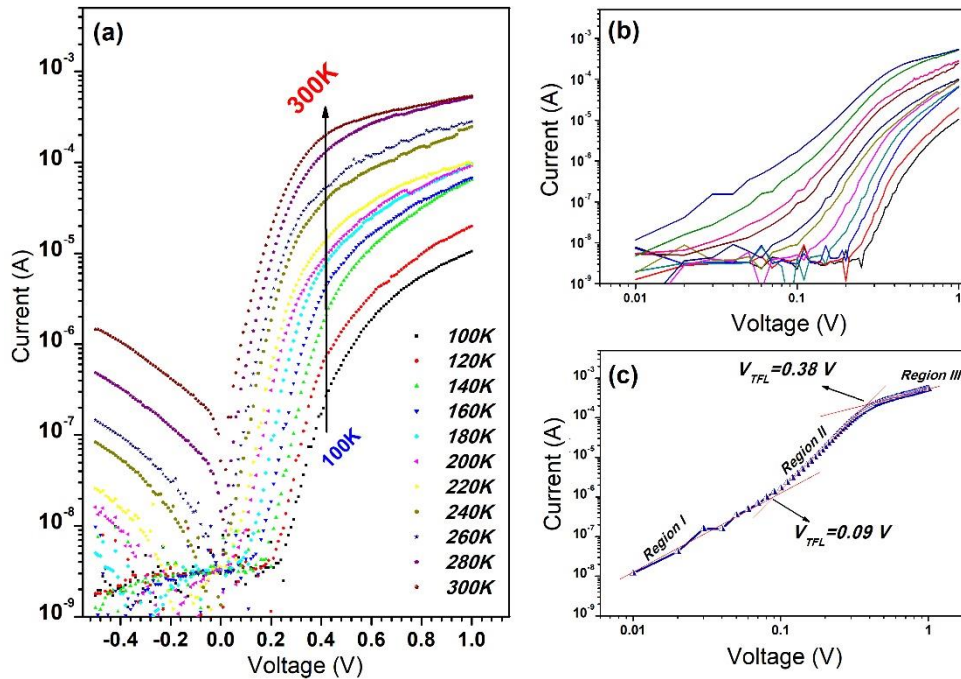 (a)
10⁻³
10⁻⁴
10⁻⁵
10⁻⁶
10⁻⁷
10⁻⁸
10⁻⁹
Current (A)
300K
100K
100K
120K
140K
160K
180K
200K
220K
240K
260K
280K
300K
-0.4 -0.2 0.0 0.2 0.4 0.6 0.8 1.0
Voltage (V)
(b)
10⁻³
10⁻⁴
10⁻⁵
10⁻⁶
10⁻⁷
10⁻⁸
10⁻⁹
Current (A)
0.01 0.1 1
Voltage (V)
(c)
10⁻³
10⁻⁴
10⁻⁵
10⁻⁶
10⁻⁷
10⁻⁸
10⁻⁹
Current (A)
V_TFL=0.38 V
Region III
Region II
Region I
V_TFL=0.09 V
0.01 0.1 1
Voltage (V)